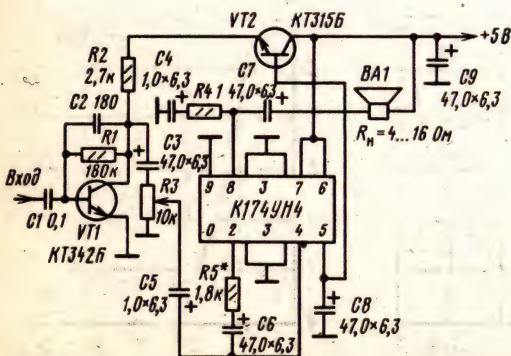 VT2 КТ315Б
+5 В
R2
2,7к
C4
1,0×6,3
C7
47,0×6,3
R4 1
BA1
Rн = 4...16 Ом
C9
47,0×6,3
C2 180
R1
180к
C3
47,0×6,3
R3
10к
Вход
C1 0,1
VT1
КТ342Б
9 8 3 7 6
К174УН4
0 2 3 4 5
C5
1,0×6,3
R5*
1,8к
C6
47,0×6,3
C8
47,0×6,3